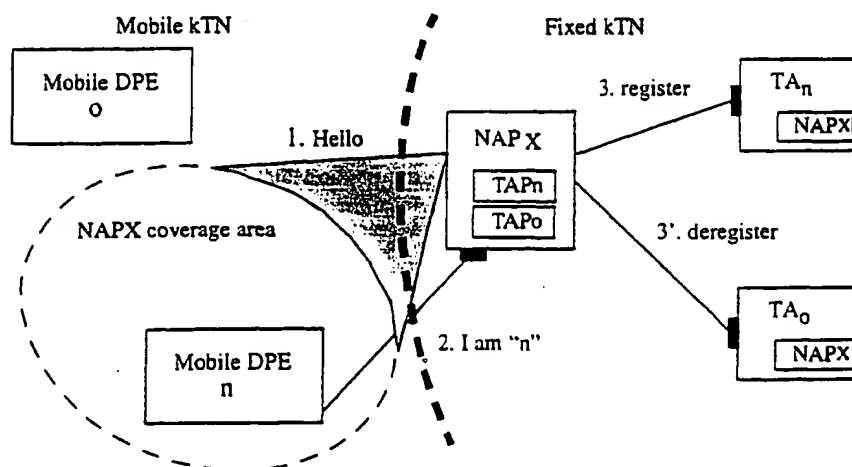 Mobile kTN
Fixed kTN
Mobile DPE
o
1. Hello
NAP X
TAPn
TAPo
3. register
TAn
NAPX
NAPX coverage area
3'. deregister
2. I am “n”
Mobile DPE
n
TAo
NAPX